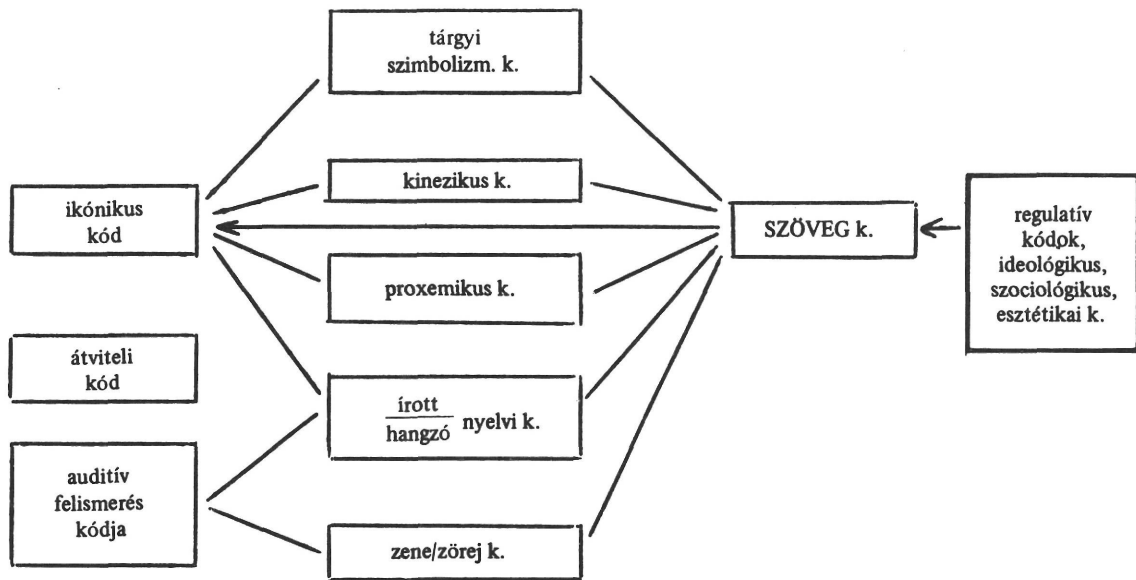 tárgyi
szimbolizm. k.
kinezikus k.
ikónikus
kód
SZÖVEG k.
regulatív
kódok,
ideológikus,
szociológikus,
esztétikai k.
proxemikus k.
átviteli
kód
írott
hangzó nyelvi k.
auditív
felismerés
kódja
zene/zörej k.